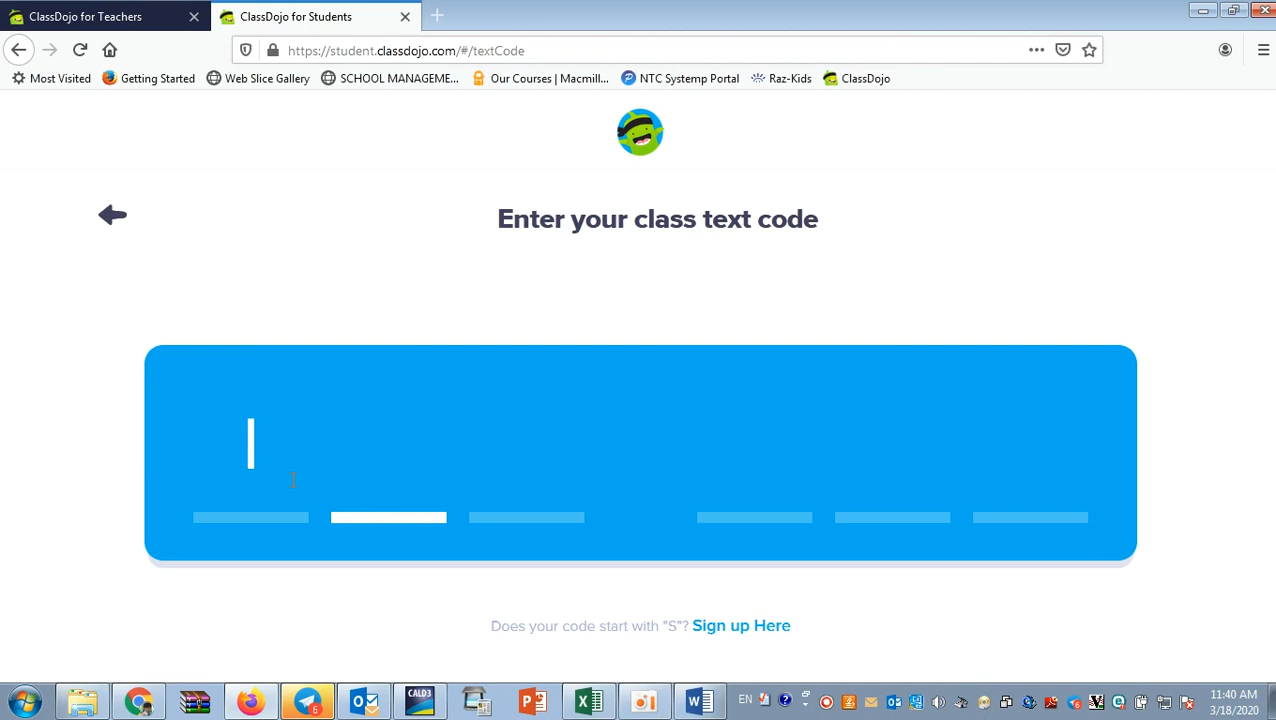 ClassDojo for Teachers
ClassDojo for Students
https://student.classdojo.com/#/textCode
Most Visited
Getting Started
Web Slice Gallery
SCHOOL MANAGEME...
Our Courses | Macmill...
NTC Systemp Portal
Raz-Kids
ClassDojo
Enter your class text code
I
Does your code start with "S"? Sign up Here
CALD3
EN
11:40 AM
3/18/2020